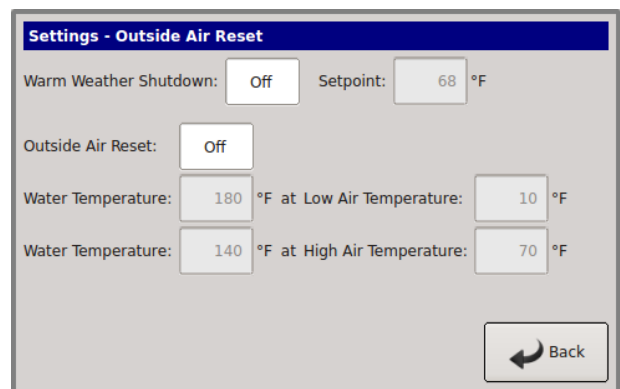 Settings - Outside Air Reset
Warm Weather Shutdown: Off Setpoint: 68 °F
Outside Air Reset: Off
Water Temperature: 180 °F at Low Air Temperature: 10 °F
Water Temperature: 140 °F at High Air Temperature: 70 °F
Back